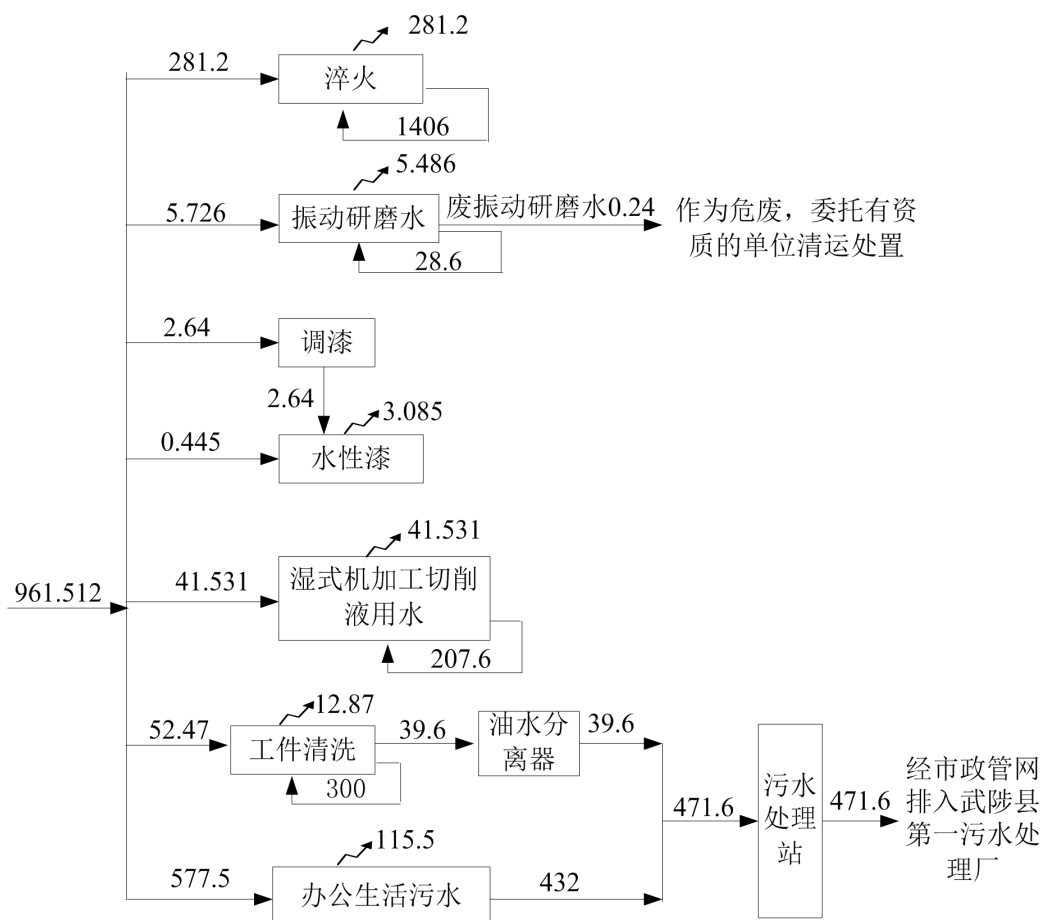 281.2
281.2
淬火
1406
5.486
5.726
振动研磨水
废振动研磨水0.24
作为危废，委托有资
质的单位清运处置
28.6
2.64
调漆
2.64
3.085
0.445
水性漆
41.531
961.512
41.531
湿式机加工切削
液用水
207.6
12.87
52.47
工件清洗
39.6
油水分
离器
39.6
300
471.6
污水
处理
站
471.6
经市政管网
排入武陟县
第一污水处
理厂
115.5
577.5
办公生活污水
432